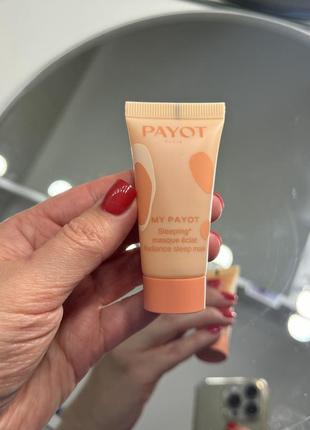 PAYOT
PARIS
MY PAYOT
Sleeping*
masque éclat
Radiance sleep mask